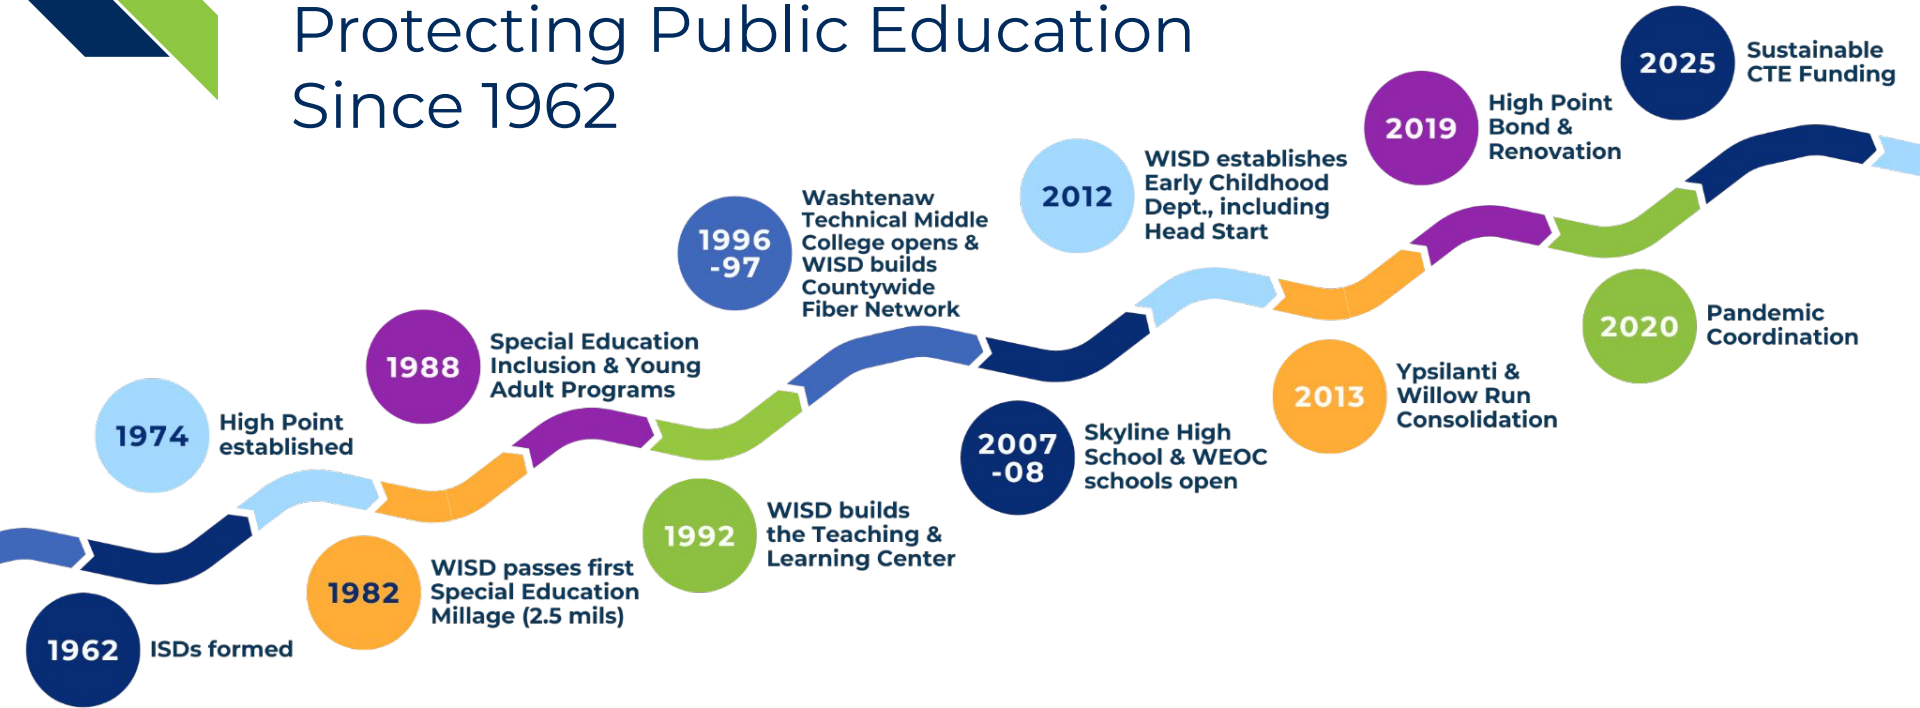 Protecting Public Education
Since 1962
1962
ISDs formed
1974
High Point
established
1982
WISD passes first
Special Education
Millage (2.5 mils)
1988
Special Education
Inclusion & Young
Adult Programs
1992
WISD builds
the Teaching &
Learning Center
1996
-97
Washtenaw
Technical Middle
College opens &
WISD builds
Countywide
Fiber Network
2007
-08
Skyline High
School & WEOC
schools open
2012
WISD establishes
Early Childhood
Dept., including
Head Start
2013
Ypsilanti &
Willow Run
Consolidation
2019
High Point
Bond &
Renovation
2020
Pandemic
Coordination
2025
Sustainable
CTE Funding